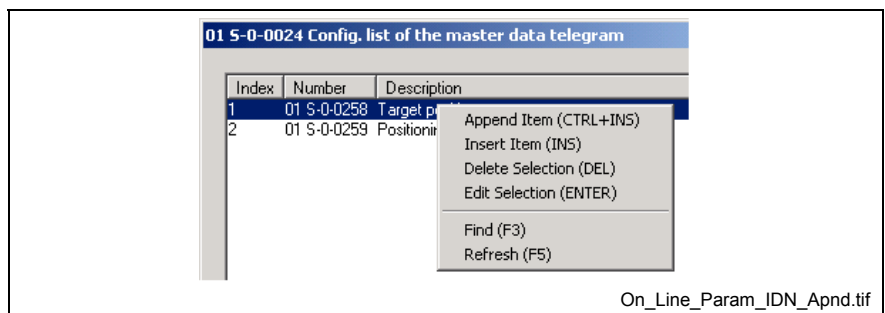 01 S-0-0024 Config. list of the master data telegram
Index Number Description
1 01 S-0-0258 Target
2 01 S-0-0259
Append Item (CTRL+INS)
Insert Item (INS)
Delete Selection (DEL)
Edit Selection (ENTER)
Find (F3)
Refresh (F5)
On_Line_Param_IDN_Apnd.tif